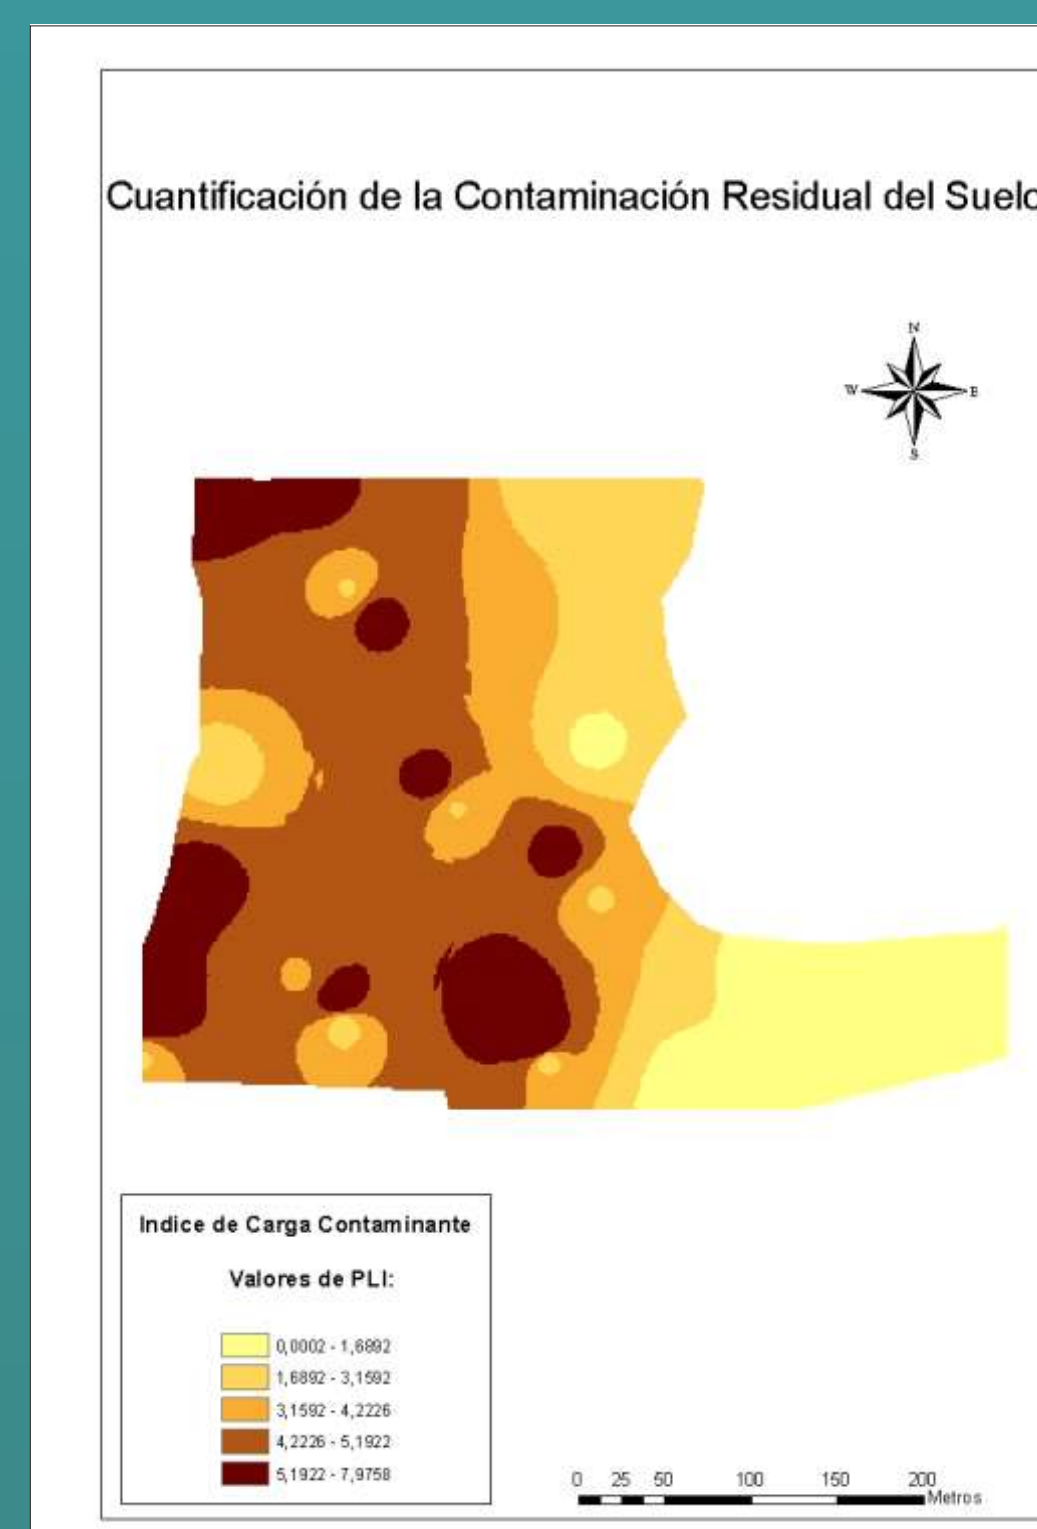 Cuantificación de la Contaminación Residual del Suelo
N
W E
S
Indice de Carga Contaminante
Valores de PLI:
0,0002 - 1,6892
1,6892 - 3,1592
3,1592 - 4,2226
4,2226 - 5,1922
5,1922 - 7,9758
0 25 50 100 150 200
Metros